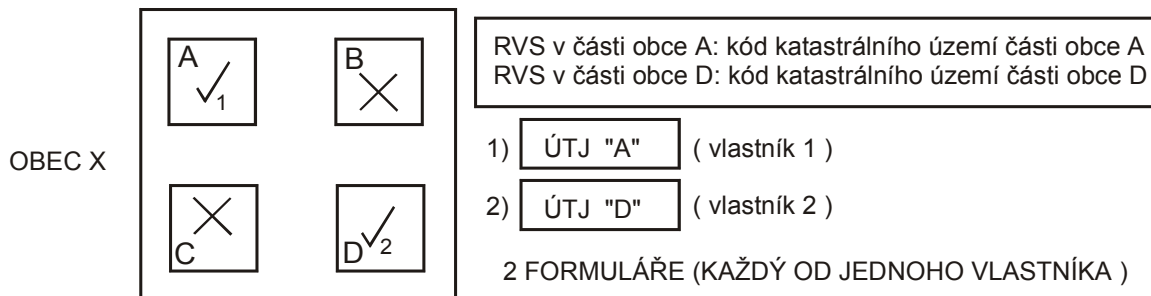 OBEC X
A
1
B
C
D 2
RVS v části obce A: kód katastrálního území části obce A
RVS v části obce D: kód katastrálního území části obce D
1) ÚTJ "A" ( vlastník 1 )
2) ÚTJ "D" ( vlastník 2 )
2 FORMULÁŘE (KAŽDÝ OD JEDNOHO VLASTNÍKA )